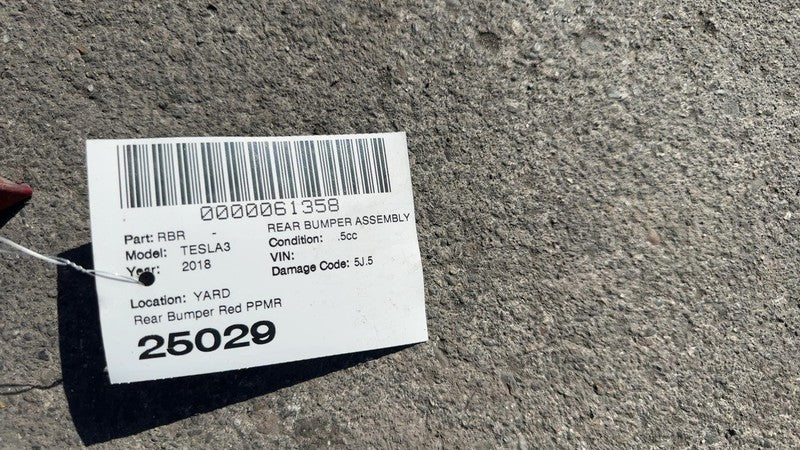 0000061358
Part: RBR - REAR BUMPER ASSEMBLY
Model: TESLA3 Condition: .5cc
Year: 2018 VIN:
Damage Code: 5J.5
Location: YARD
Rear Bumper Red PPMR
25029